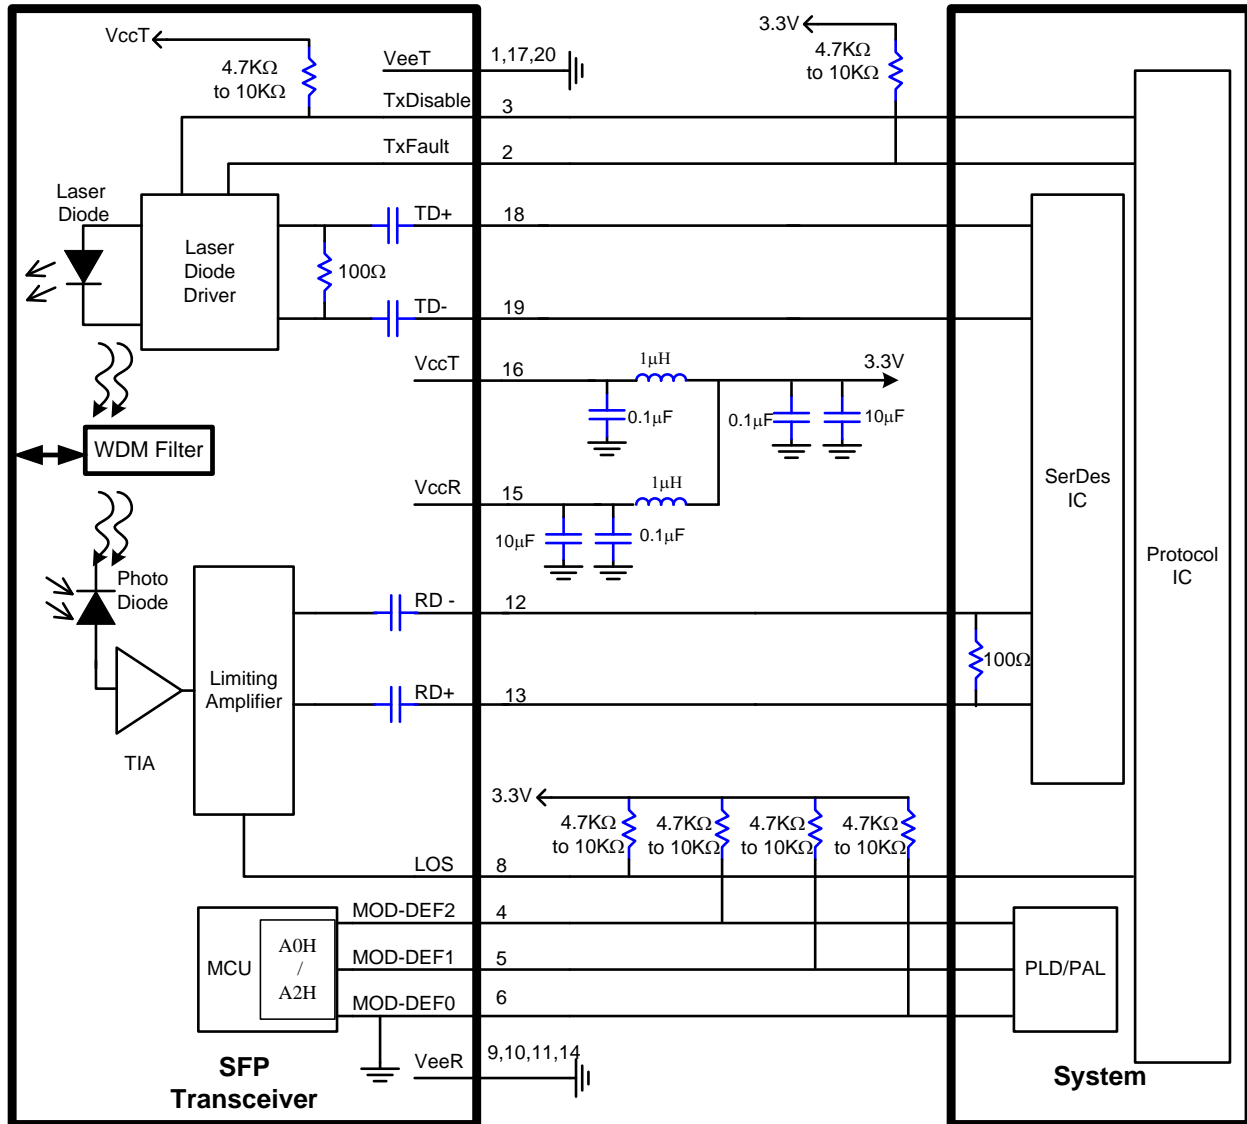 VccT
4.7KΩ
to 10KΩ
VeeT
1,17,20
3.3V
4.7KΩ
to 10KΩ
TxDisable
3
TxFault
2
Laser
Diode
Laser
Diode
Driver
TD+
18
100Ω
TD-
19
VccT
16
1µH
3.3V
0.1µF
0.1µF
10µF
WDM Filter
VccR
15
1µH
10µF
0.1µF
SerDes
IC
Protocol
IC
Photo
Diode
RD -
12
100Ω
Limiting
Amplifier
RD+
13
TIA
3.3V
4.7KΩ
to 10KΩ
4.7KΩ
to 10KΩ
4.7KΩ
to 10KΩ
4.7KΩ
to 10KΩ
LOS
8
MOD-DEF2
4
MCU
A0H
/
A2H
MOD-DEF1
5
PLD/PAL
MOD-DEF0
6
VeeR
9,10,11,14
SFP
Transceiver
System